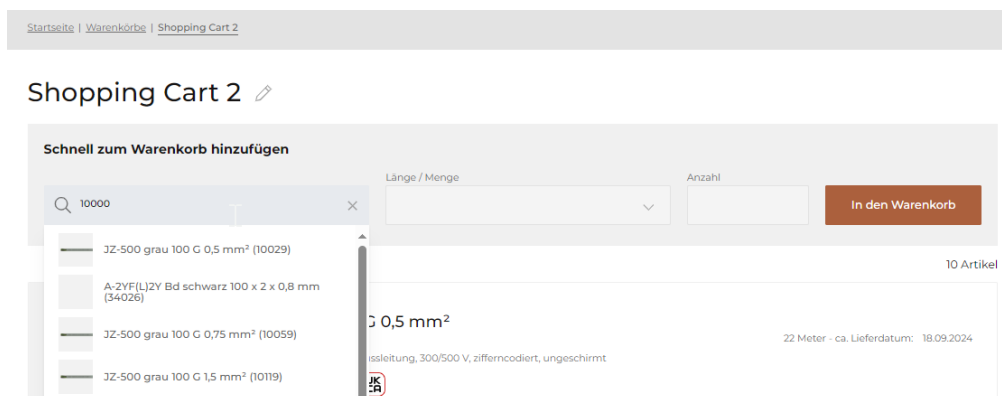 Startseite | Warenkörbe | Shopping Cart 2
Shopping Cart 2
Schnell zum Warenkorb hinzufügen
Länge / Menge
Anzahl
10000
In den Warenkorb
JZ-500 grau 100 G 0,5 mm² (10029)
10 Artikel
A-2YF(L)2Y Bd schwarz 100 x 2 x 0,8 mm
(34026)
G 0,5 mm²
JZ-500 grau 100 G 0,75 mm² (10059)
22 Meter - ca. Lieferdatum: 18.09.2024
ussleitung, 300/500 V, zifferncodiert, ungeschirmt
JZ-500 grau 100 G 1,5 mm² (10119)
UK
CA